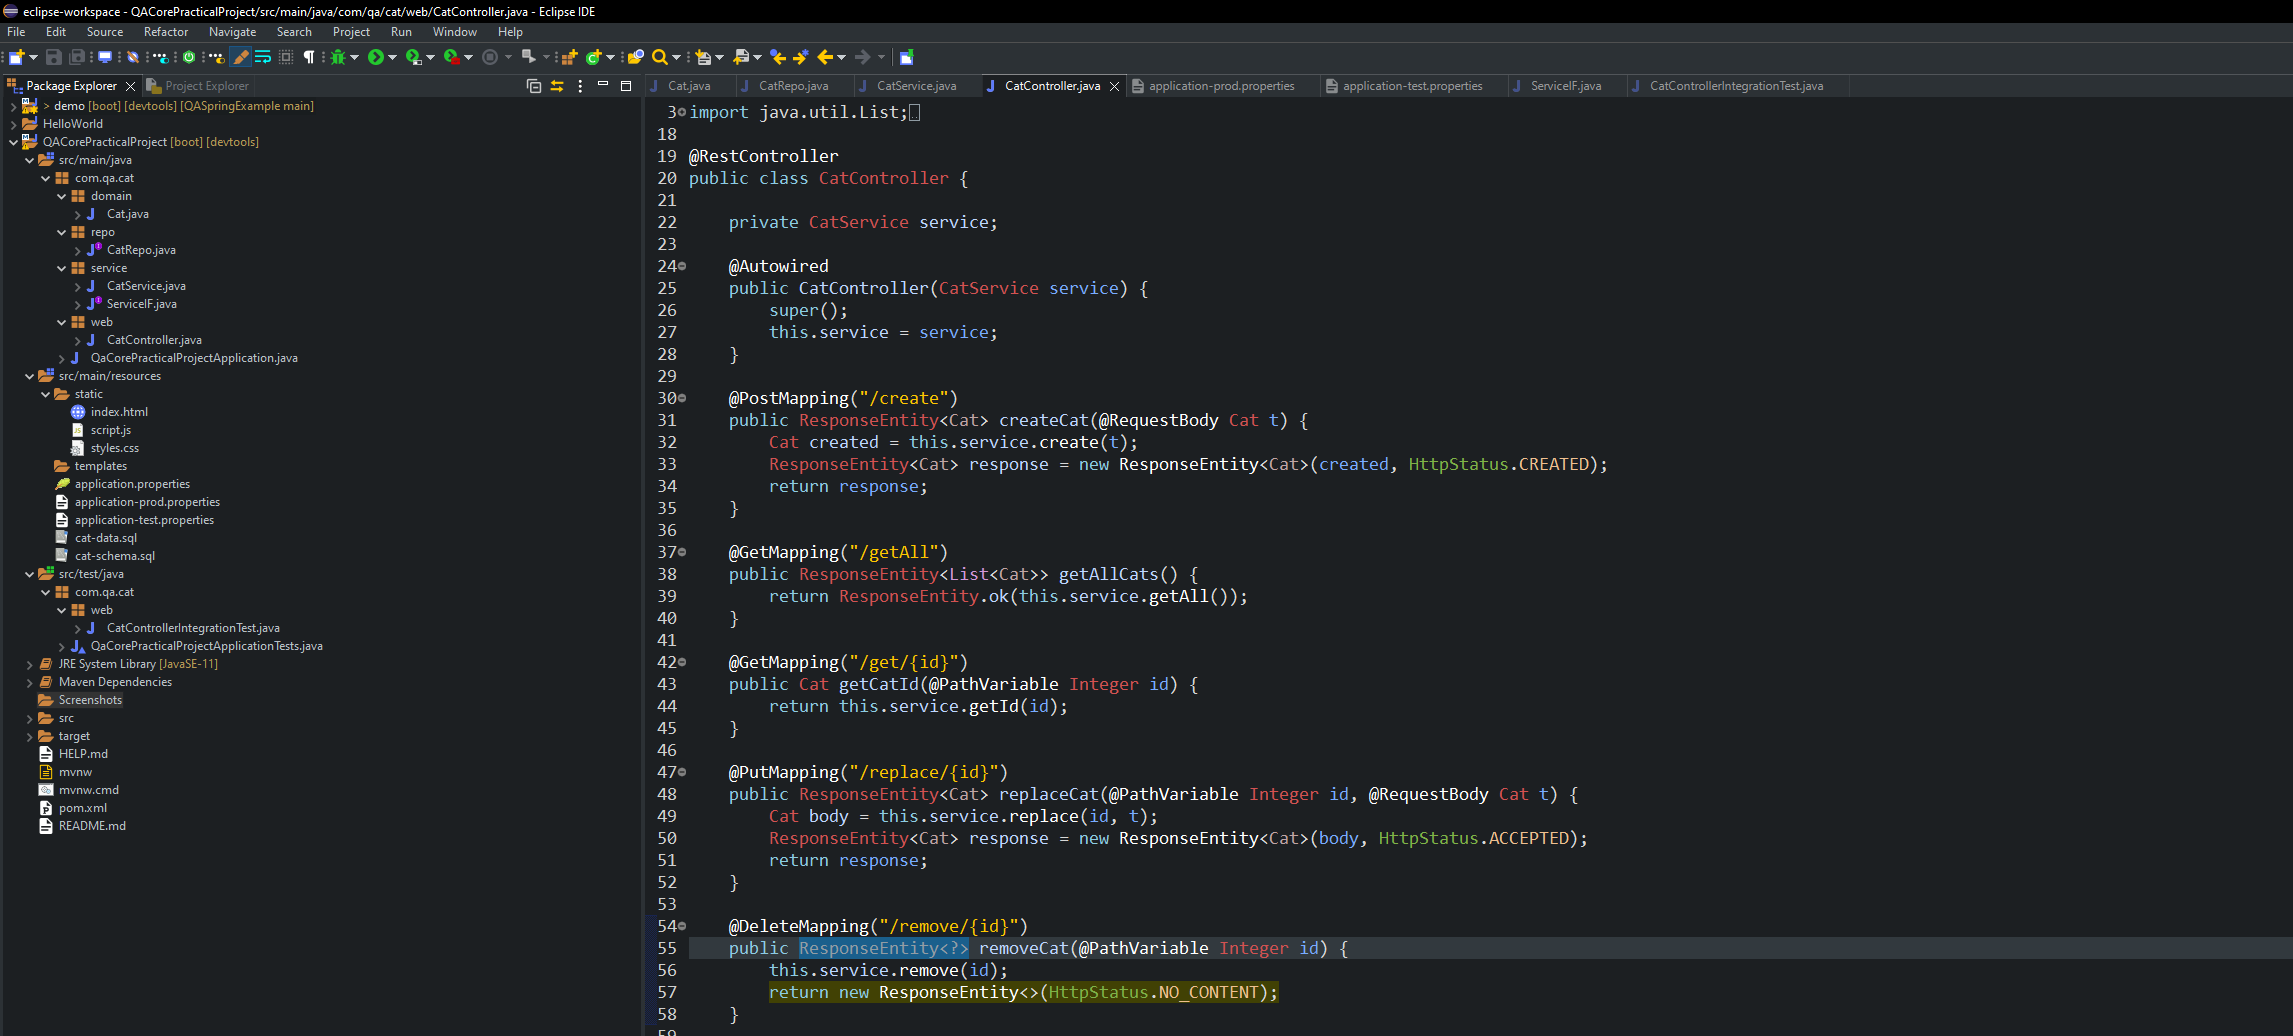 eclipse-workspace - QACorePracticalProject/src/main/java/com/qa/cat/web/CatController.java - Eclipse IDE
File Edit Source Refactor Navigate Search Project Run Window Help
Package Explorer Project Explorer
> demo [boot] [devtools] [QASpringExample main]
HelloWorld
QACorePracticalProject [boot] [devtools]
src/main/java
com.qa.cat
domain
Cat.java
repo
CatRepo.java
service
CatService.java
ServiceIF.java
web
CatController.java
QaCorePracticalProjectApplication.java
src/main/resources
static
index.html
script.js
styles.css
templates
application.properties
application-prod.properties
application-test.properties
cat-data.sql
cat-schema.sql
src/test/java
com.qa.cat
web
CatControllerIntegrationTest.java
QaCorePracticalProjectApplicationTests.java
JRE System Library [JavaSE-11]
Maven Dependencies
Screenshots
src
target
HELP.md
mvnw
mvnw.cmd
pom.xml
README.md
Cat.java CatRepo.java CatService.java CatController.java application-prod.properties application-test.properties ServiceIF.java CatControllerIntegrationTest.java
3 import java.util.List;
18
19 @RestController
20 public class CatController {
21
22 private CatService service;
23
24 @Autowired
25 public CatController(CatService service) {
26 super();
27 this.service = service;
28 }
29
30 @PostMapping("/create")
31 public ResponseEntity<Cat> createCat(@RequestBody Cat t) {
32 Cat created = this.service.create(t);
33 ResponseEntity<Cat> response = new ResponseEntity<Cat>(created, HttpStatus.CREATED);
34 return response;
35 }
36
37 @GetMapping("/getAll")
38 public ResponseEntity<List<Cat>> getAllCats() {
39 return ResponseEntity.ok(this.service.getAll());
40 }
41
42 @GetMapping("/get/{id}")
43 public Cat getCatId(@PathVariable Integer id) {
44 return this.service.getId(id);
45 }
46
47 @PutMapping("/replace/{id}")
48 public ResponseEntity<Cat> replaceCat(@PathVariable Integer id, @RequestBody Cat t) {
49 Cat body = this.service.replace(id, t);
50 ResponseEntity<Cat> response = new ResponseEntity<Cat>(body, HttpStatus.ACCEPTED);
51 return response;
52 }
53
54 @DeleteMapping("/remove/{id}")
55 public ResponseEntity<?> removeCat(@PathVariable Integer id) {
56 this.service.remove(id);
57 return new ResponseEntity<>(HttpStatus.NO_CONTENT);
58 }
59